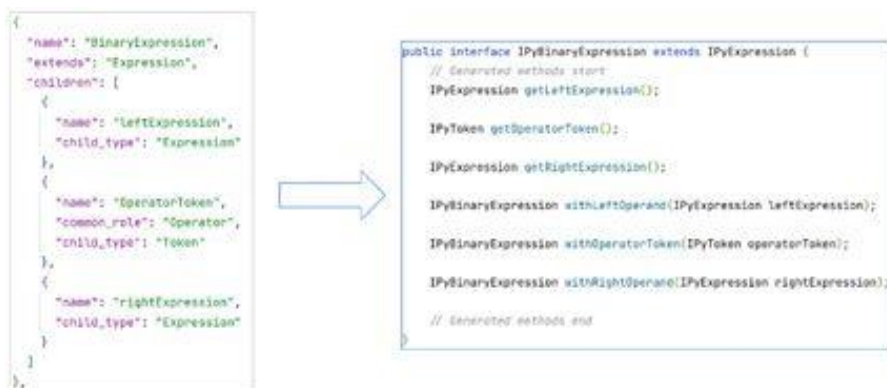 {
"name": "BinaryExpression",
"extends": "Expression",
"children": [
{
"name": "leftExpression",
"child_type": "Expression"
},
{
"name": "OperatorToken",
"common_role": "Operator",
"child_type": "Token"
},
{
"name": "rightExpression",
"child_type": "Expression"
}
]
},
public interface IPyBinaryExpression extends IPyExpression {
// Generated methods start
IPyExpression getLeftExpression();
IPyToken getOperatorToken();
IPyExpression getRightExpression();
IPyBinaryExpression withLeftOperand(IPyExpression leftExpression);
IPyBinaryExpression withOperatorToken(IPyToken operatorToken);
IPyBinaryExpression withRightOperand(IPyExpression rightExpression);
// Generated methods end
}